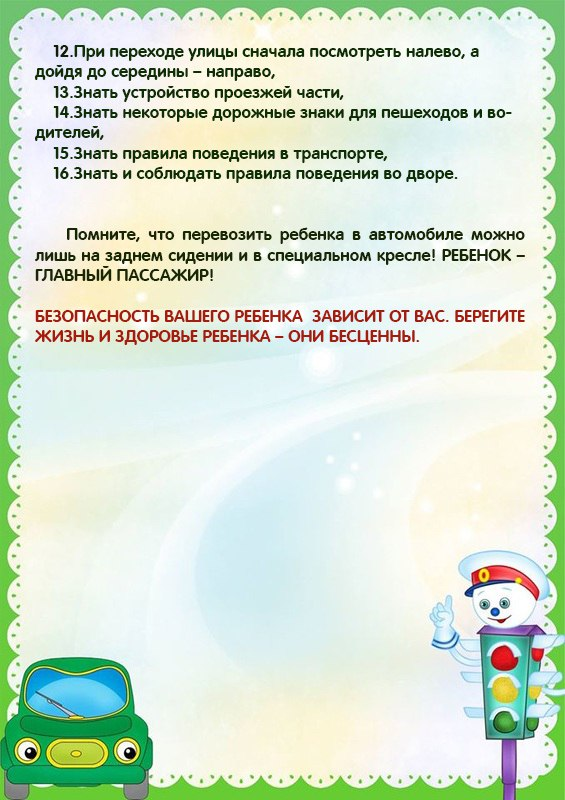 12.При переходе улицы сначала посмотреть налево, а
дойдя до середины – направо,
13.Знать устройство проезжей части,
14.Знать некоторые дорожные знаки для пешеходов и во-
дителей,
15.Знать правила поведения в транспорте,
16.Знать и соблюдать правила поведения во дворе.
Помните, что перевозить ребенка в автомобиле можно
лишь на заднем сидении и в специальном кресле! РЕБЕНОК –
ГЛАВНЫЙ ПАССАЖИР!
БЕЗОПАСНОСТЬ ВАШЕГО РЕБЕНКА ЗАВИСИТ ОТ ВАС. БЕРЕГИТЕ
ЖИЗНЬ И ЗДОРОВЬЕ РЕБЕНКА – ОНИ БЕСЦЕННЫ.